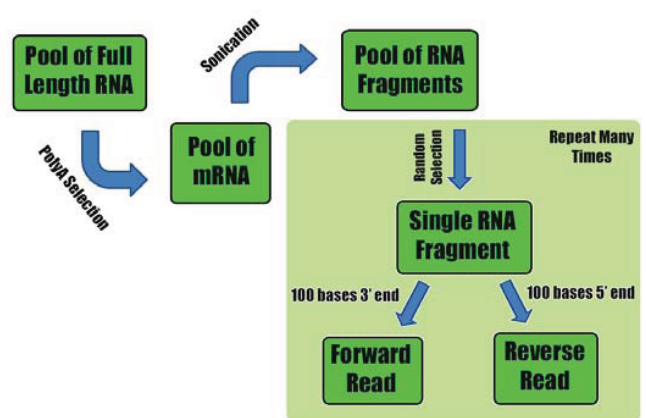 Pool of Full
Length RNA
PolyA Selection
Pool of
mRNA
Sonication
Pool of RNA
Fragments
Repeat Many
Times
Random
Selection
Single RNA
Fragment
100 bases 3' end
100 bases 5' end
Forward
Read
Reverse
Read